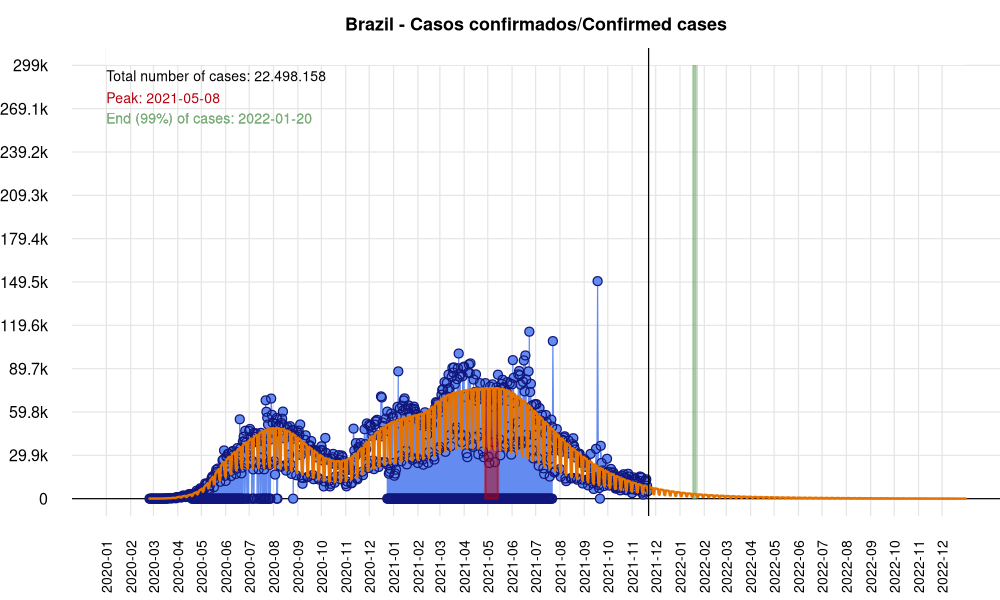 Brazil - Casos confirmados/Confirmed cases
299k
269.1k
239.2k
209.3k
179.4k
149.5k
119.6k
89.7k
59.8k
29.9k
0
Total number of cases: 22.498.158
Peak: 2021-05-08
End (99%) of cases: 2022-01-20
2020-01
2020-02
2020-03
2020-04
2020-05
2020-06
2020-07
2020-08
2020-09
2020-10
2020-11
2020-12
2021-01
2021-02
2021-03
2021-04
2021-05
2021-06
2021-07
2021-08
2021-09
2021-10
2021-11
2021-12
2022-01
2022-02
2022-03
2022-04
2022-05
2022-06
2022-07
2022-08
2022-09
2022-10
2022-11
2022-12